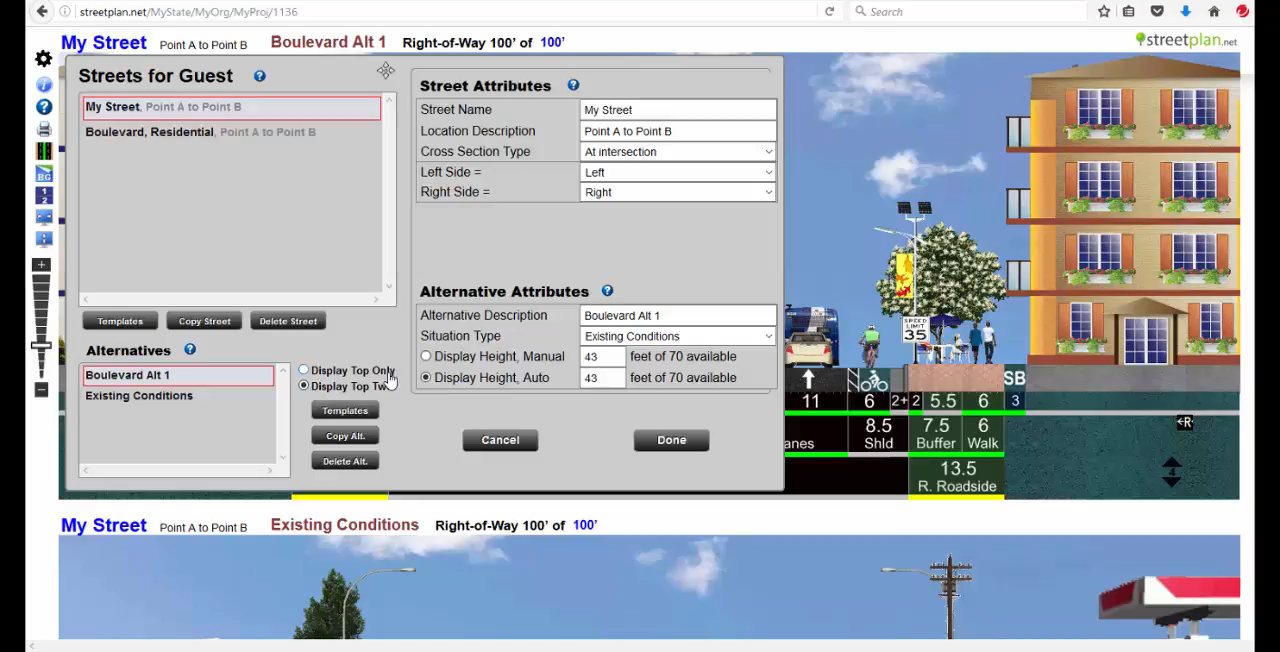 streetplan.net/MyState/MyOrg/MyProj/1136
Search
My Street Point A to Point B Boulevard Alt 1 Right-of-Way 100' of 100'
streetplan.net
Streets for Guest ?
My Street, Point A to Point B
Boulevard, Residential, Point A to Point B
Templates Copy Street Delete Street
Alternatives ?
Boulevard Alt 1
Existing Conditions
Display Top Only
Display Top Tw
Templates
Copy Alt.
Delete Alt.
Street Attributes ?
Street Name My Street
Location Description Point A to Point B
Cross Section Type At intersection
Left Side = Left
Right Side = Right
Alternative Attributes ?
Alternative Description Boulevard Alt 1
Situation Type Existing Conditions
Display Height, Manual 43 feet of 70 available
Display Height, Auto 43 feet of 70 available
Cancel Done
i
?
BG
1
2
+
-
SPEED
LIMIT
35
SB
11 6 2+ 2 5.5 6 3
8.5 7.5 6
anes Shld Buffer Walk
13.5
R. Roadside
R
4
My Street Point A to Point B Existing Conditions Right-of-Way 100' of 100'